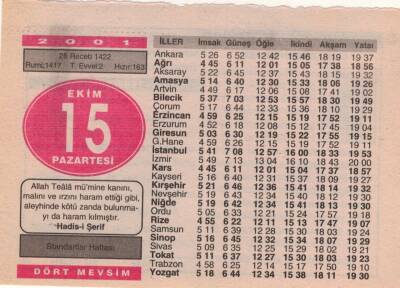 2001
26 Receb 1422
Rumi:1417 T. Evvel:2 Hızır:163
EKİM
15
PAZARTESİ
Allah Teâlâ mü'mine kanını,
malını ve ırzını haram ettiği gibi,
aleyhinde kötü zanda bulunma-
yı da haram kılmıştır.
Hadis-i Şerif
Standartlar Haftası
DÖRT MEVSİM
İLLER İmsak Güneş Öğle İkindi Akşam Yatsı
Ankara 5 26 6 52 12 42 15 46 18 19 19 37
Ağrı 4 45 6 11 12 01 15 05 17 38 18 56
Aksaray 5 22 6 45 12 37 15 43 18 15 19 32
Amasya 5 14 6 40 12 30 15 33 18 06 19 26
Artvin 4 49 6 17 12 06 15 08 17 41 19 02
Bilecik 5 37 7 03 12 53 15 57 18 30 19 49
Çorum 5 17 6 44 12 33 15 36 18 10 19 29
Erzincan 4 59 6 25 12 15 15 19 17 52 19 11
Erzurum 4 52 6 18 12 08 15 12 17 45 19 04
Giresun 5 03 6 30 12 19 15 22 17 55 19 15
G.Hane 4 59 6 26 12 15 15 19 17 52 19 11
İstanbul 5 41 7 08 12 57 16 00 18 33 19 53
İzmir 5 49 7 13 13 04 16 10 18 43 20 00
Kars 4 45 6 11 12 01 15 04 17 37 18 57
Kayseri 5 16 6 40 12 31 15 36 18 09 19 26
Kırşehir 5 21 6 46 12 36 15 41 18 14 19 32
Nevşehir 5 19 6 43 12 34 15 39 18 12 19 30
Niğde 5 19 6 42 12 34 15 41 18 13 19 30
Ordu 5 05 6 33 12 21 15 24 17 57 19 18
Rize 4 55 6 22 12 11 15 13 17 47 19 07
Samsun 5 11 6 39 12 28 15 30 18 03 19 24
Sinop 5 16 6 45 12 32 15 34 18 08 19 29
Sivas 5 09 6 34 12 24 15 29 18 02 19 20
Tokat 5 11 6 37 12 27 15 30 18 03 19 23
Trabzon 4 58 6 25 12 14 15 17 17 50 19 10
Yozgat 5 18 6 44 12 34 15 38 18 11 19 30